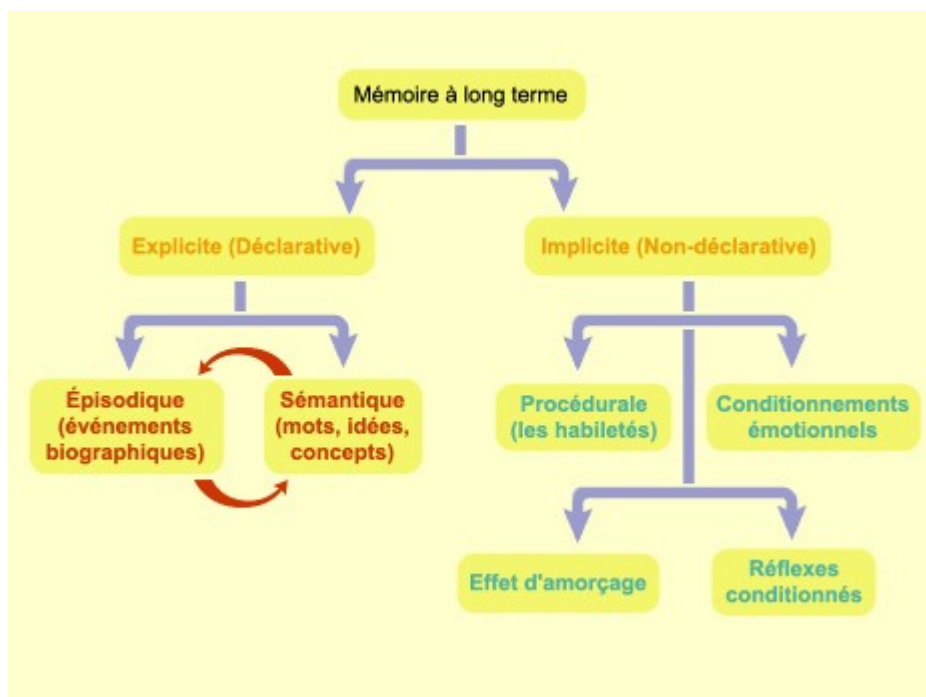 Mémoire à long terme
Explicite (Déclarative)
Implicite (Non-déclarative)
Épisodique
(événements
biographiques)
Sémantique
(mots, idées,
concepts)
Procédurale
(les habiletés)
Conditionnements
émotionnels
Effet d'amorçage
Réflexes
conditionnés